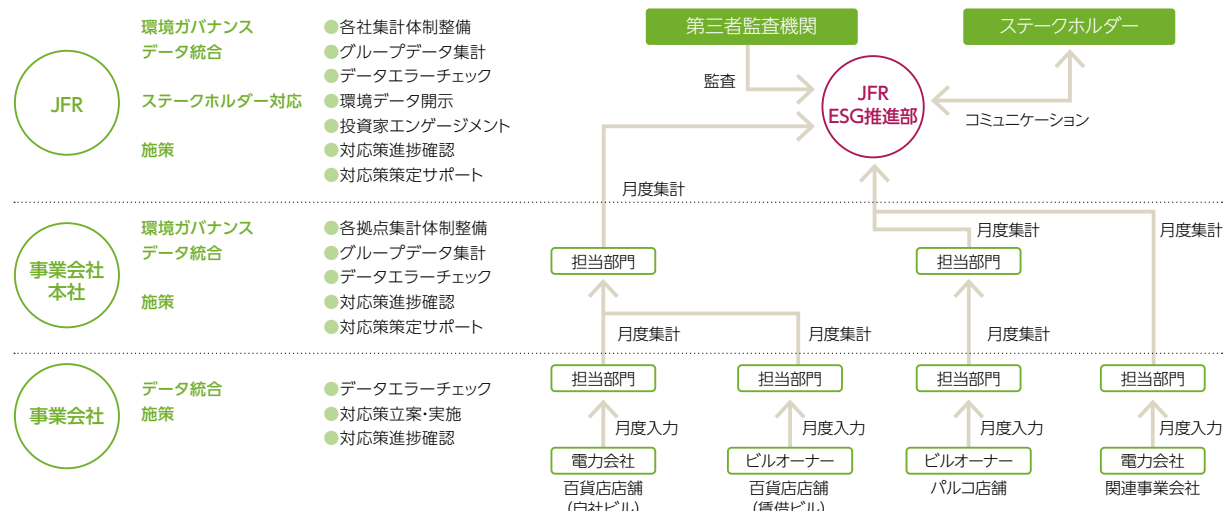 JFR
環境ガバナンス
●各社集計体制整備
データ統合
●グループデータ集計
●データエラーチェック
ステークホルダー対応
●環境データ開示
●投資家エンゲージメント
施策
●対応策進捗確認
●対応策策定サポート
第三者監査機関
ステークホルダー
監査
JFR
ESG推進部
コミュニケーション
月度集計
事業会社
本社
環境ガバナンス
●各拠点集計体制整備
データ統合
●グループデータ集計
●データエラーチェック
施策
●対応策進捗確認
●対応策策定サポート
月度集計
月度集計
担当部門
担当部門
月度集計
月度集計
月度集計
事業会社
データ統合
●データエラーチェック
施策
●対応策立案・実施
●対応策進捗確認
担当部門
担当部門
担当部門
担当部門
月度入力
月度入力
月度入力
月度入力
電力会社
ビルオーナー
ビルオーナー
電力会社
百貨店店舗
(自社ビル)
百貨店店舗
(賃借ビル)
パルコ店舗
関連事業会社